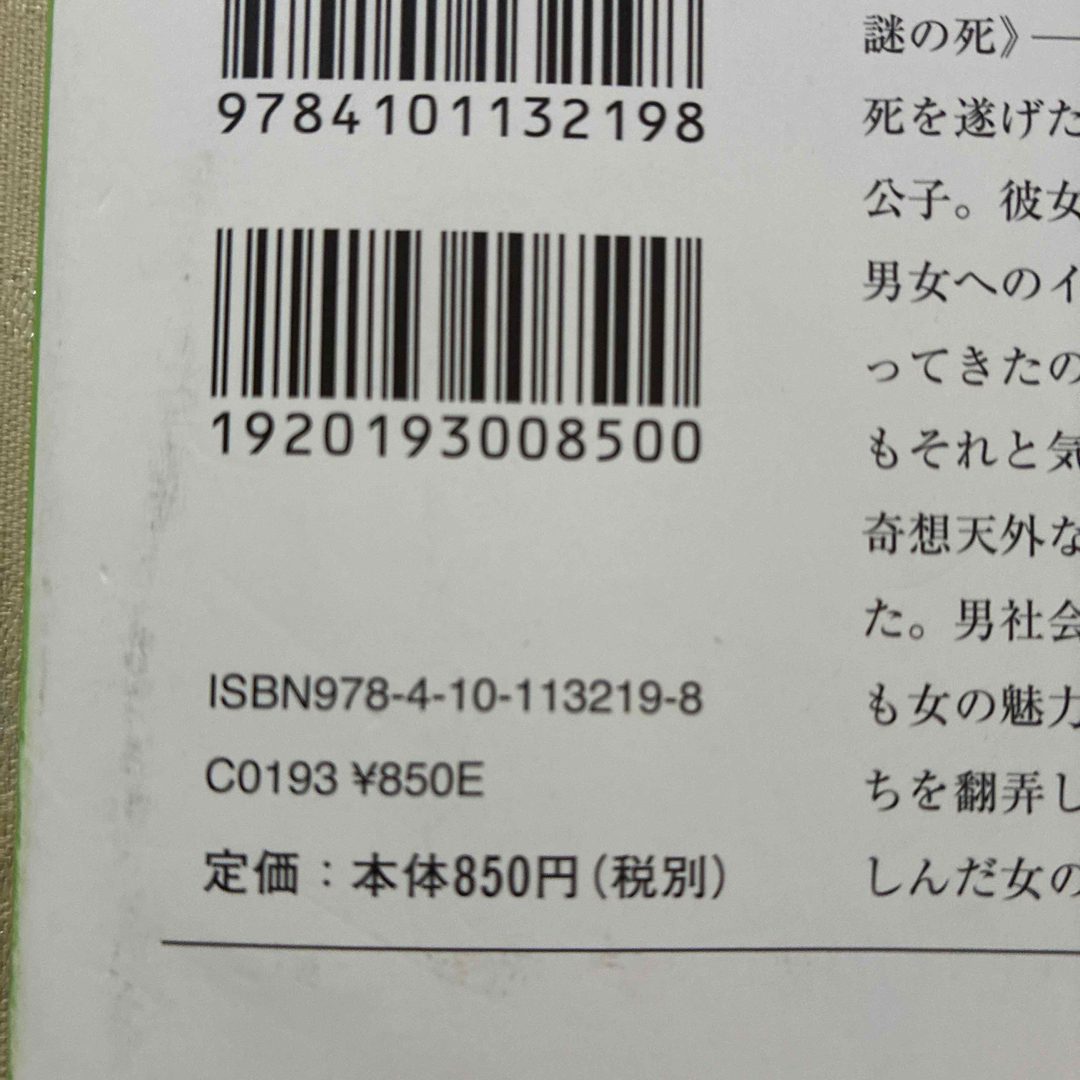 9784101132198
1920193008500
ISBN978-4-10-113219-8
C0193 ¥850E
定価：本体850円（税別）
謎の死》―
死を遂げた
公子。彼女
男女へのイ
ってきたの
もそれと気
奇想天外な
た。男社会
も女の魅力
ちを翻弄し
しんだ女の